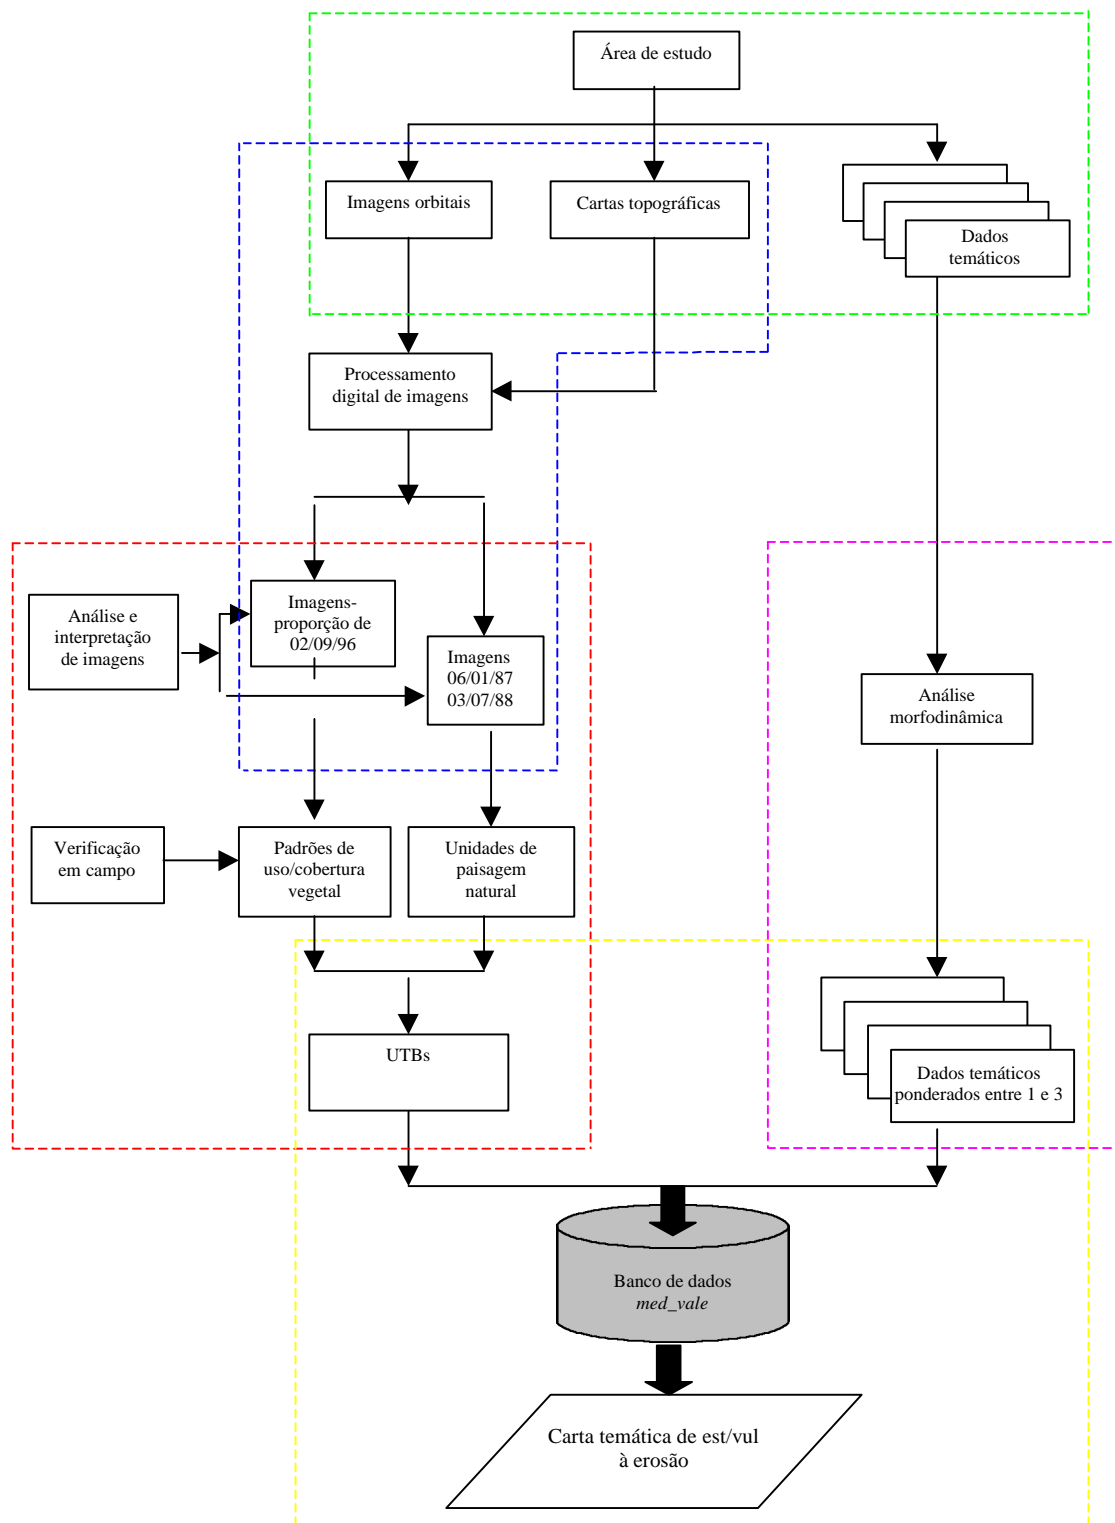 Área de estudo
Imagens orbitais
Cartas topográficas
Dados
temáticos
Processamento
digital de imagens
Análise e
interpretação
de imagens
Imagens-
proporção de
02/09/96
Imagens
06/01/87
03/07/88
Análise
morfodinâmica
Verificação
em campo
Padrões de
uso/cobertura
vegetal
Unidades de
paisagem
natural
UTBs
Dados temáticos
ponderados entre 1 e 3
Banco de dados
med_vale
Carta temática de est/vul
à erosão